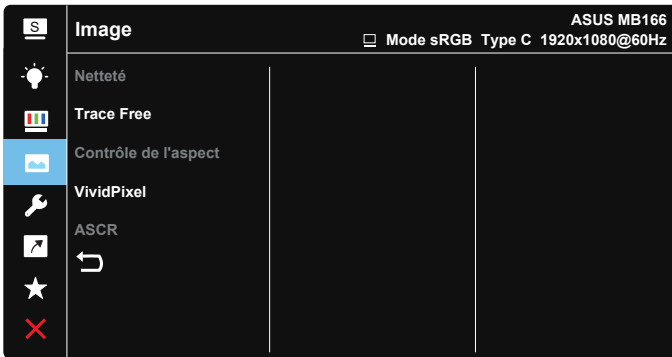 S
Image
ASUS MB166
Mode sRGB Type C 1920x1080@60Hz
Netteté
Trace Free
Contrôle de l'aspect
VividPixel
ASCR